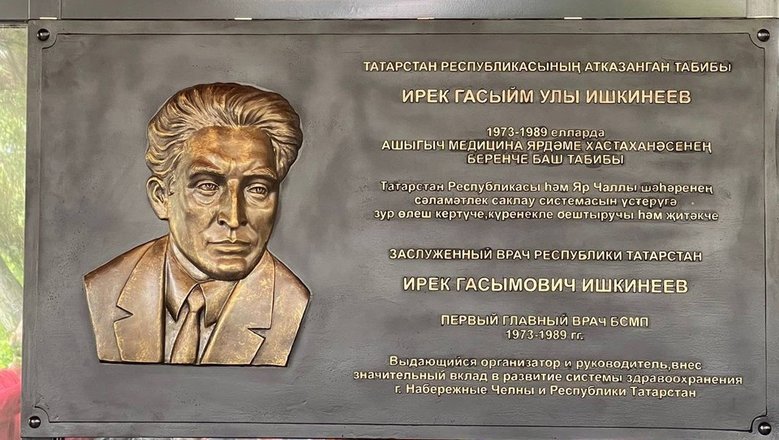 ТАТАРСТАН РЕСПУБЛИКАСЫНЫҢ АТКАЗАНГАН ТАБИБЫ
ИРЕК ГАСЫЙМ УЛЫ ИШКИНЕЕВ
1973-1989 елларда
АШЫГЫЧ МЕДИЦИНА ЯРДӘМЕ ХАСТАХАНӘСЕНЕҢ
БЕРЕНЧЕ БАШ ТАБИБЫ
Татарстан Республикасы һәм Яр Чаллы шәһәренең
сәламәтлек саклау системасын үстерүгә
зур өлеш кертүче,күренекле оештыручы һәм җитәкче
ЗАСЛУЖЕННЫЙ ВРАЧ РЕСПУБЛИКИ ТАТАРСТАН
ИРЕК ГАСЫМОВИЧ ИШКИНЕЕВ
ПЕРВЫЙ ГЛАВНЫЙ ВРАЧ БСМП
1973-1989 гг.
Выдающийся организатор и руководитель,внес
значительный вклад в развитие системы здравоохранения
г. Набережные Челны и Республики Татарстан